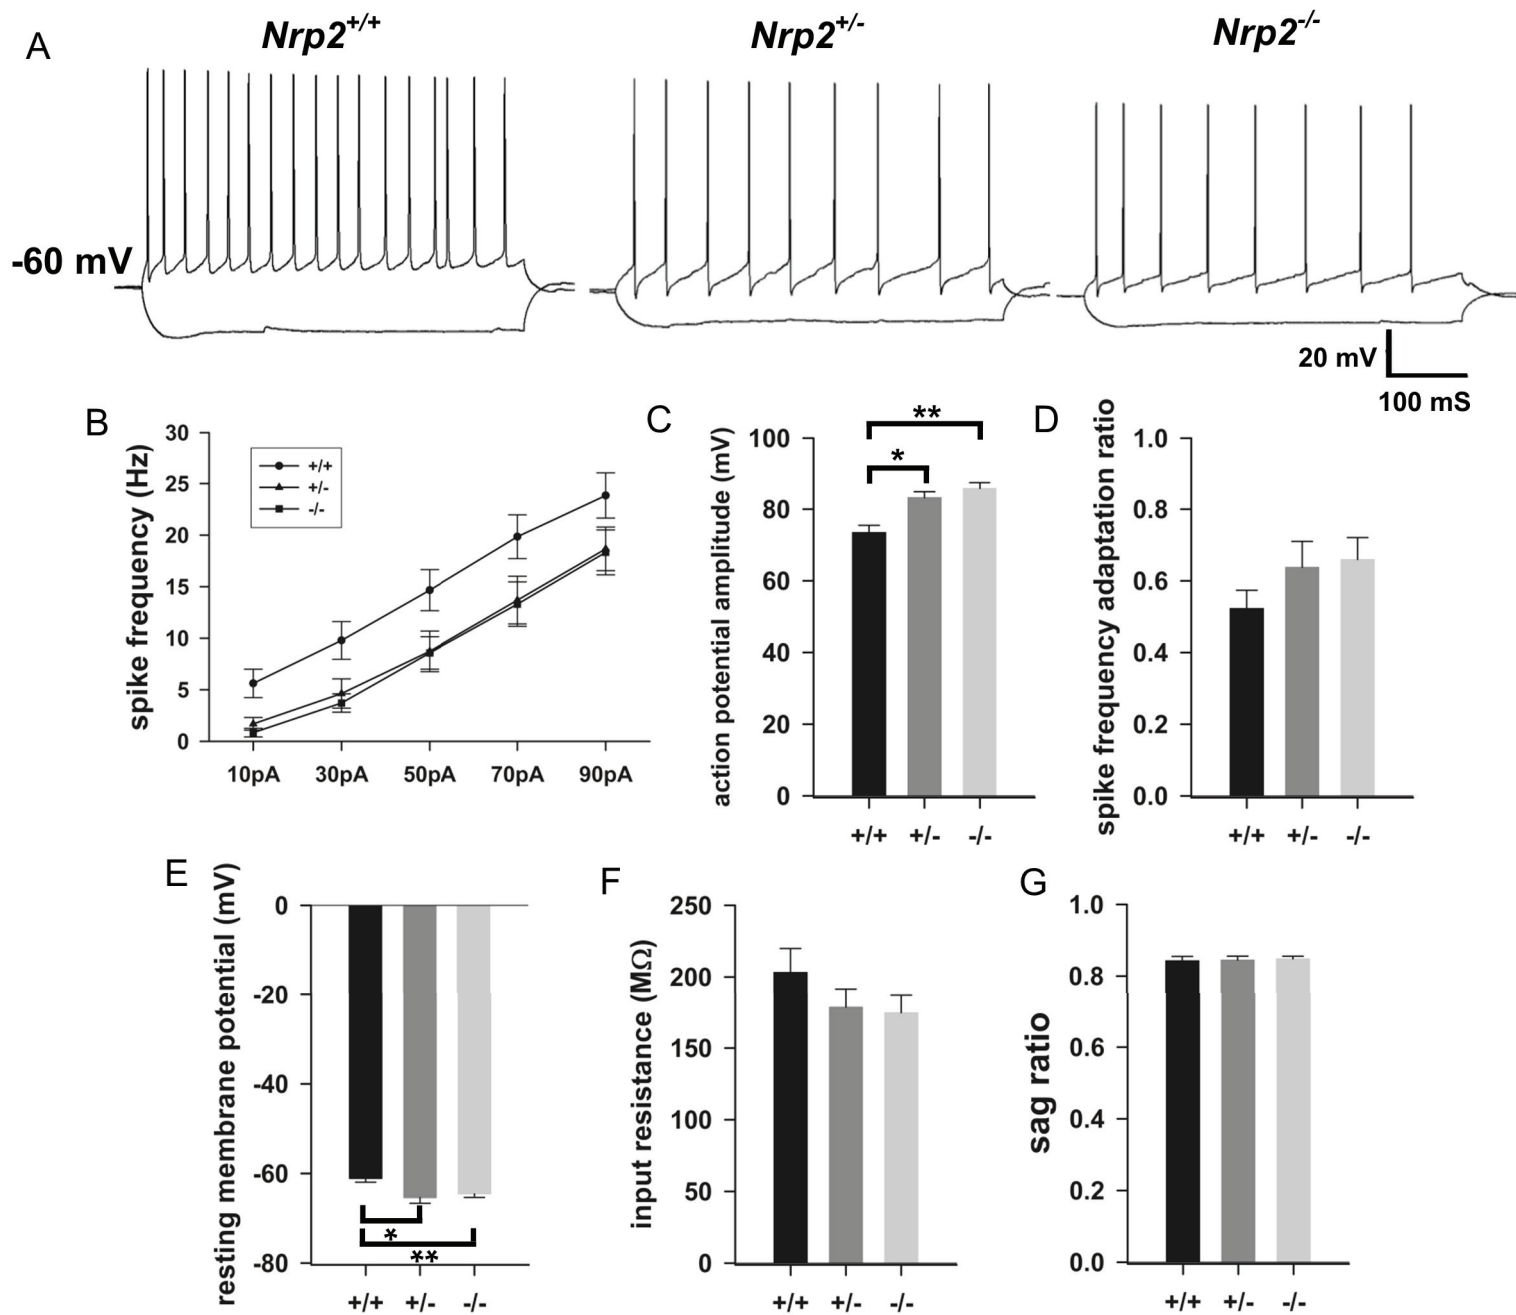 A
Nrp2+/+
Nrp2+/-
Nrp2-/-
-60 mV
20 mV
100 mS
B
spike frequency (Hz)
30
25
20
15
10
5
0
+/+
+/-
-/-
10pA 30pA 50pA 70pA 90pA
C
action potential amplitude (mV)
100
80
60
40
20
0
**
*
+/+ +/- -/-
D
spike frequency adaptation ratio
1.0
0.8
0.6
0.4
0.2
0.0
+/+ +/- -/-
E
resting membrane potential (mV)
0
-20
-40
-60
-80
*
**
+/+ +/- -/-
F
input resistance (MΩ)
250
200
150
100
50
0
+/+ +/- -/-
G
sag ratio
1.0
0.8
0.6
0.4
0.2
0.0
+/+ +/- -/-